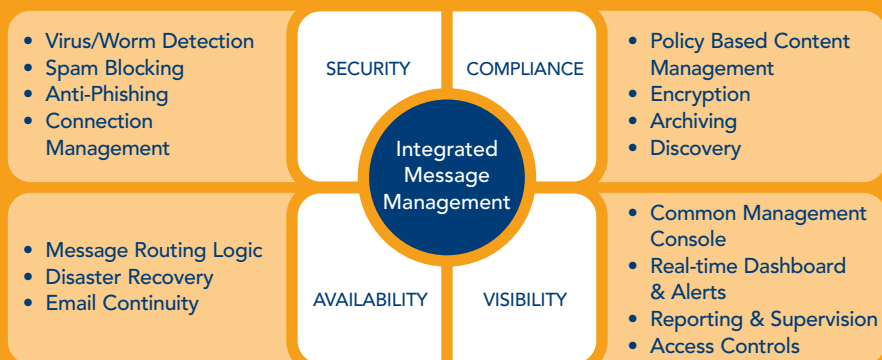 • Virus/Worm Detection
• Spam Blocking
• Anti-Phishing
• Connection
Management
SECURITY
COMPLIANCE
• Policy Based Content
Management
• Encryption
• Archiving
• Discovery
Integrated
Message
Management
• Message Routing Logic
• Disaster Recovery
• Email Continuity
AVAILABILITY
VISIBILITY
• Common Management
Console
• Real-time Dashboard
& Alerts
• Reporting & Supervision
• Access Controls